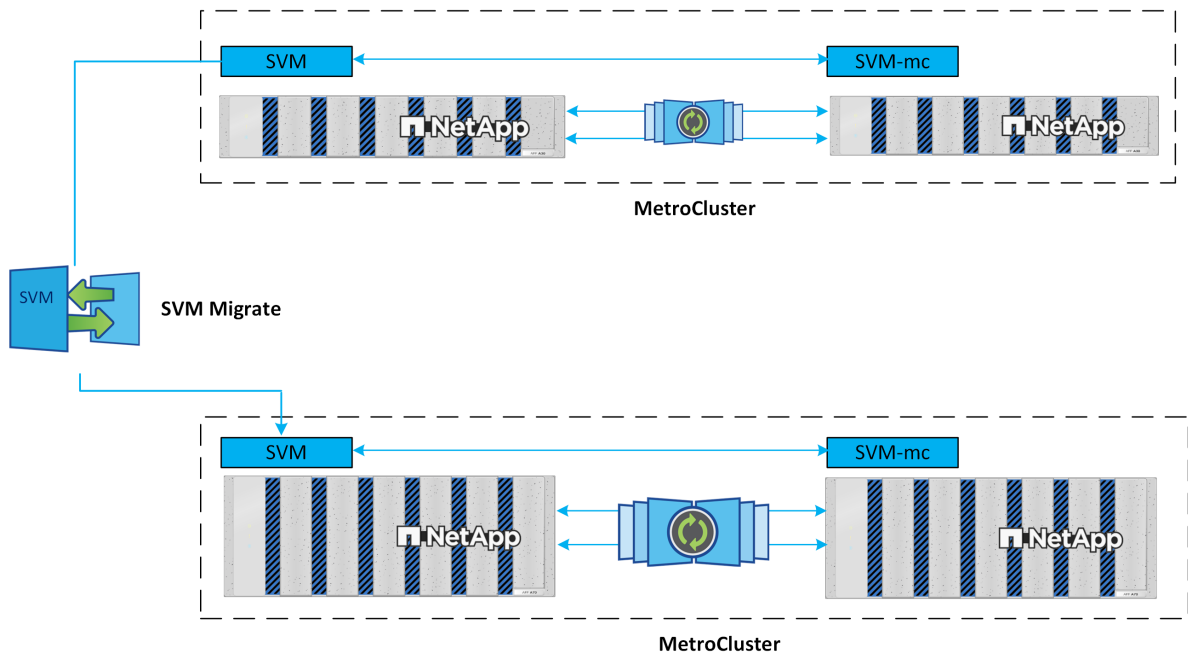 SVM
SVM-mc
NetApp
NetApp
MetroCluster
SVM
SVM Migrate
SVM
SVM-mc
NetApp
NetApp
MetroCluster